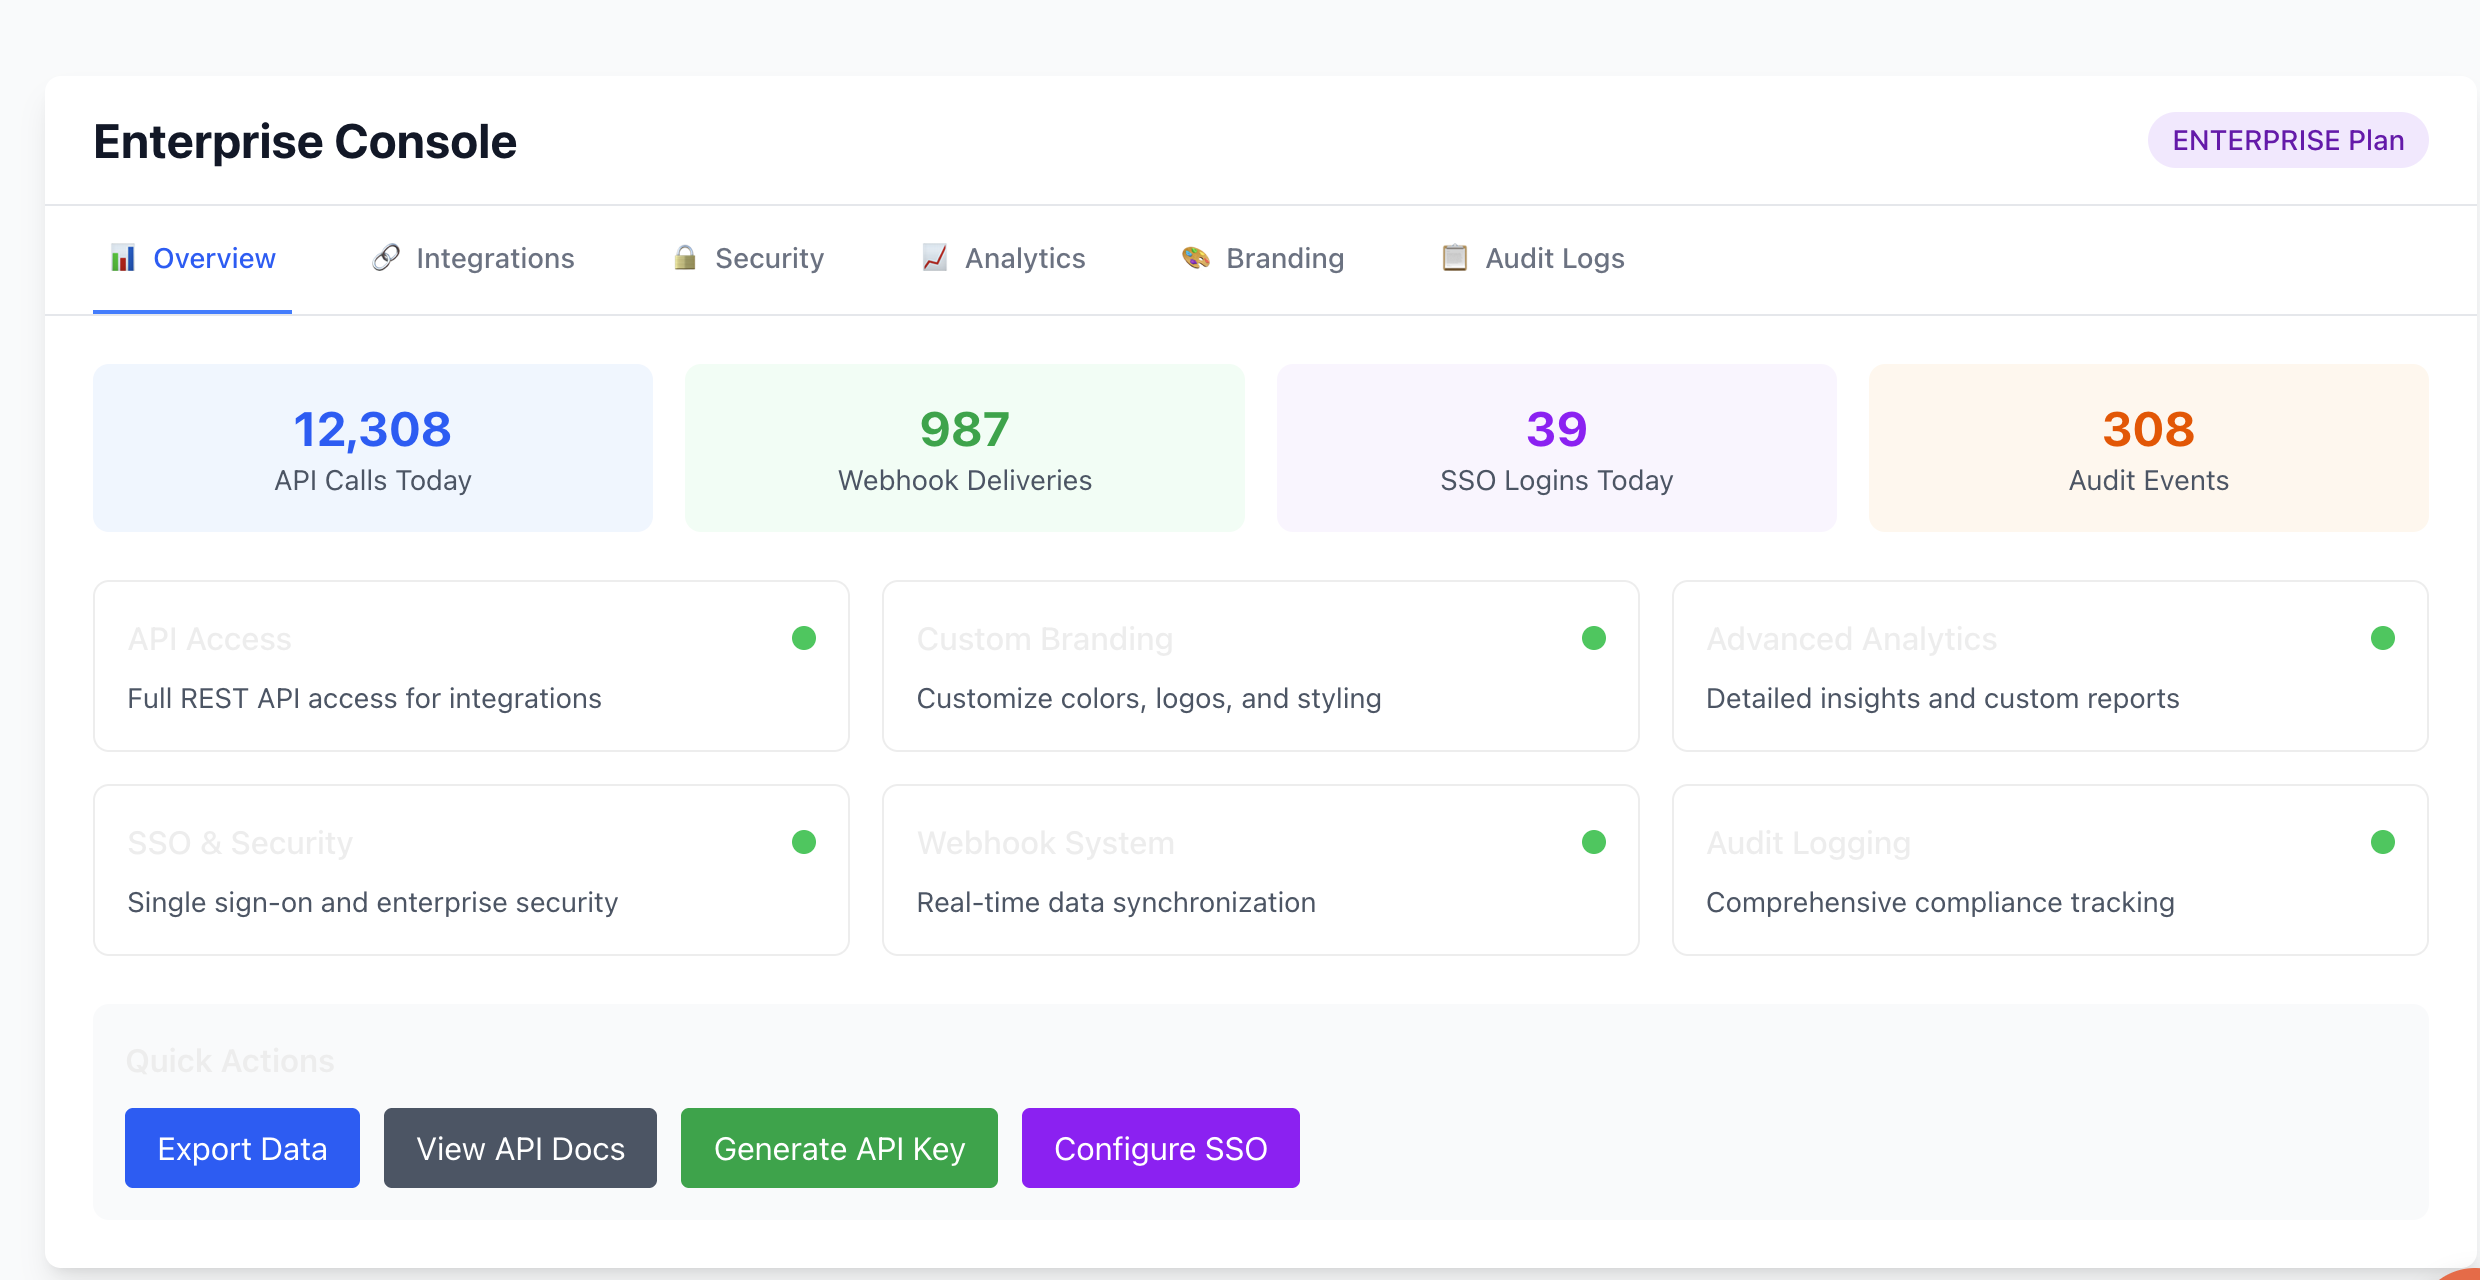 Enterprise Console
ENTERPRISE Plan
Overview
Integrations
Security
Analytics
Branding
Audit Logs
12,308
API Calls Today
987
Webhook Deliveries
39
SSO Logins Today
308
Audit Events
API Access
Full REST API access for integrations
Custom Branding
Customize colors, logos, and styling
Advanced Analytics
Detailed insights and custom reports
SSO & Security
Single sign-on and enterprise security
Webhook System
Real-time data synchronization
Audit Logging
Comprehensive compliance tracking
Quick Actions
Export Data
View API Docs
Generate API Key
Configure SSO